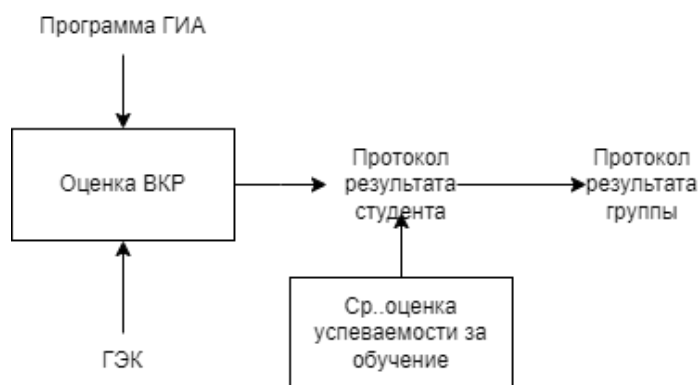 Программа ГИА
Оценка ВКР
Протокол
результата
студента
Протокол
результата
группы
ГЭК
Ср..оценка
успеваемости за
обучение